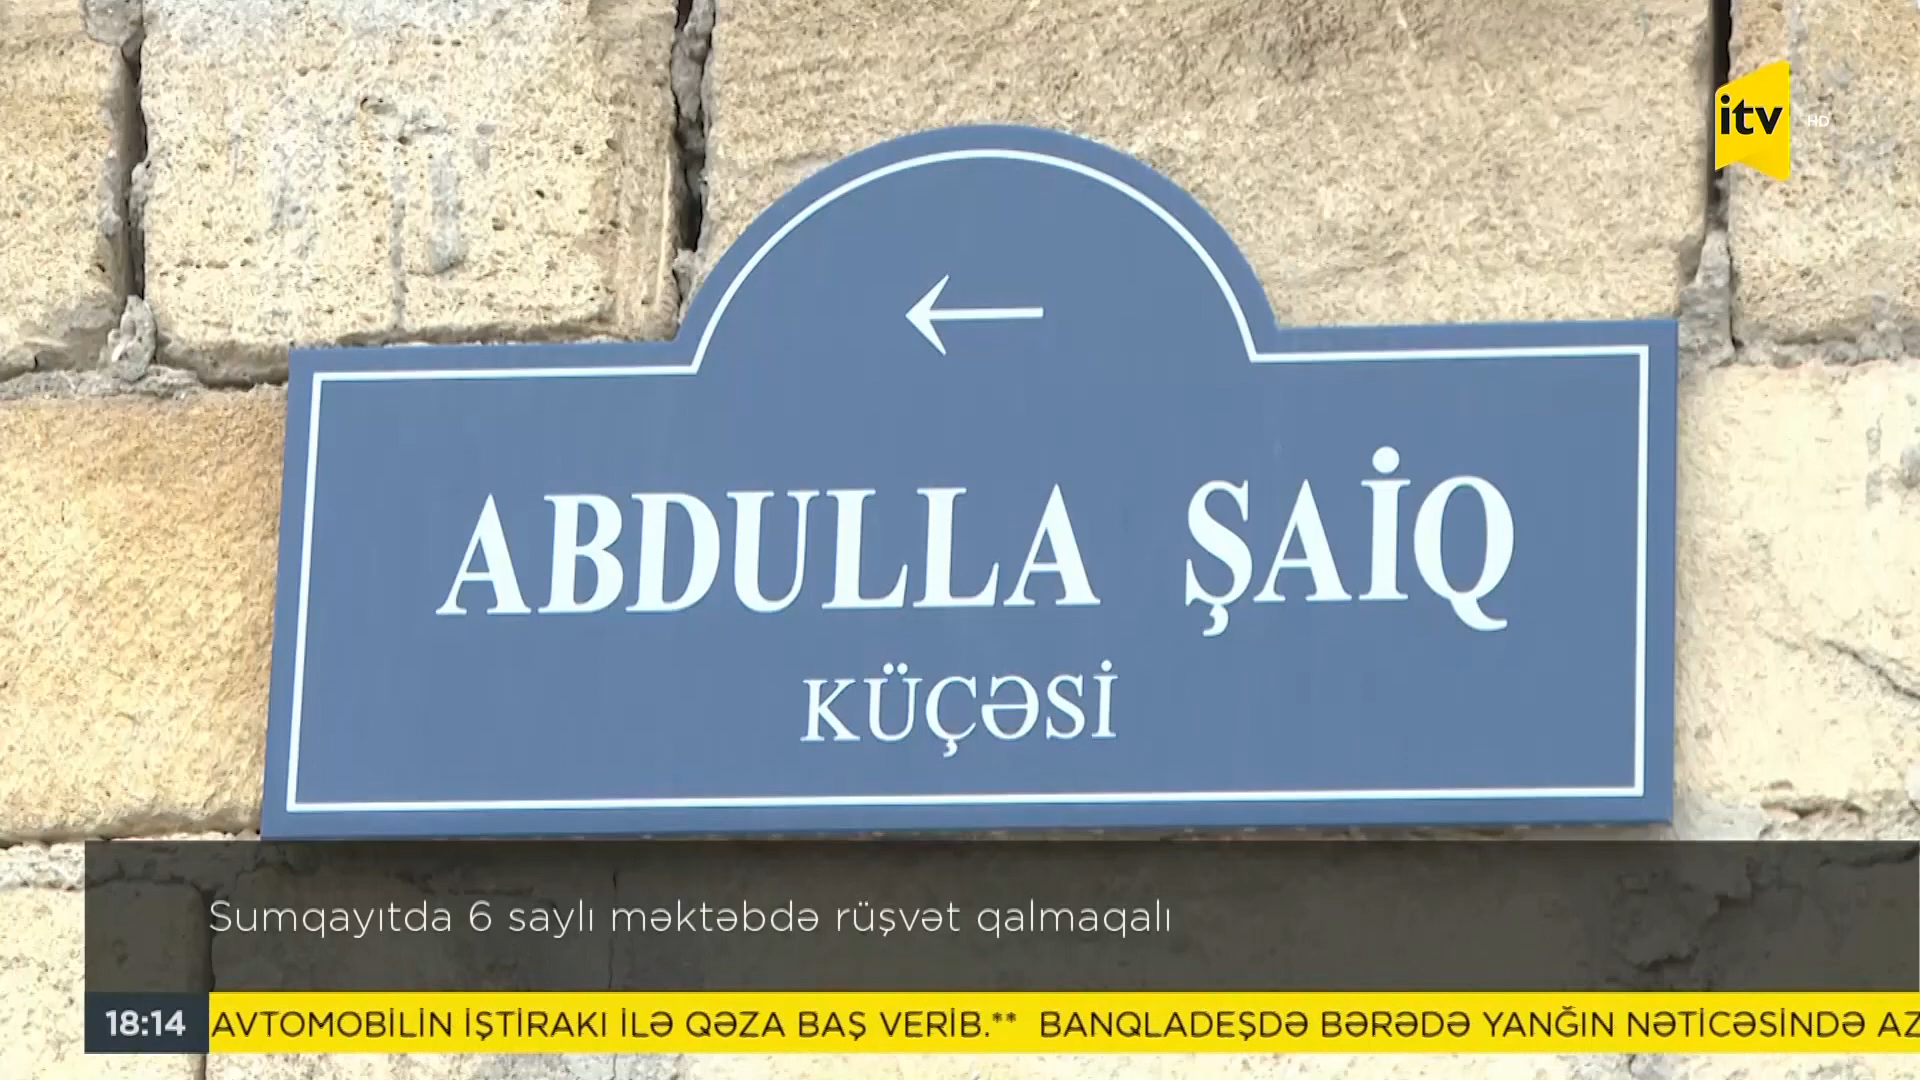 itv HD
ABDULLA ŞAİQ
KÜÇƏSİ
Sumqayıtda 6 saylı məktəbdə rüşvət qalmaqalı
18:14 AVTOMOBİLİN İŞTİRAKI İLƏ QƏZA BAŞ VERİB.** BANQLADEŞDƏ BƏRƏDƏ YANĞIN NƏTİCƏSİNDƏ AZ